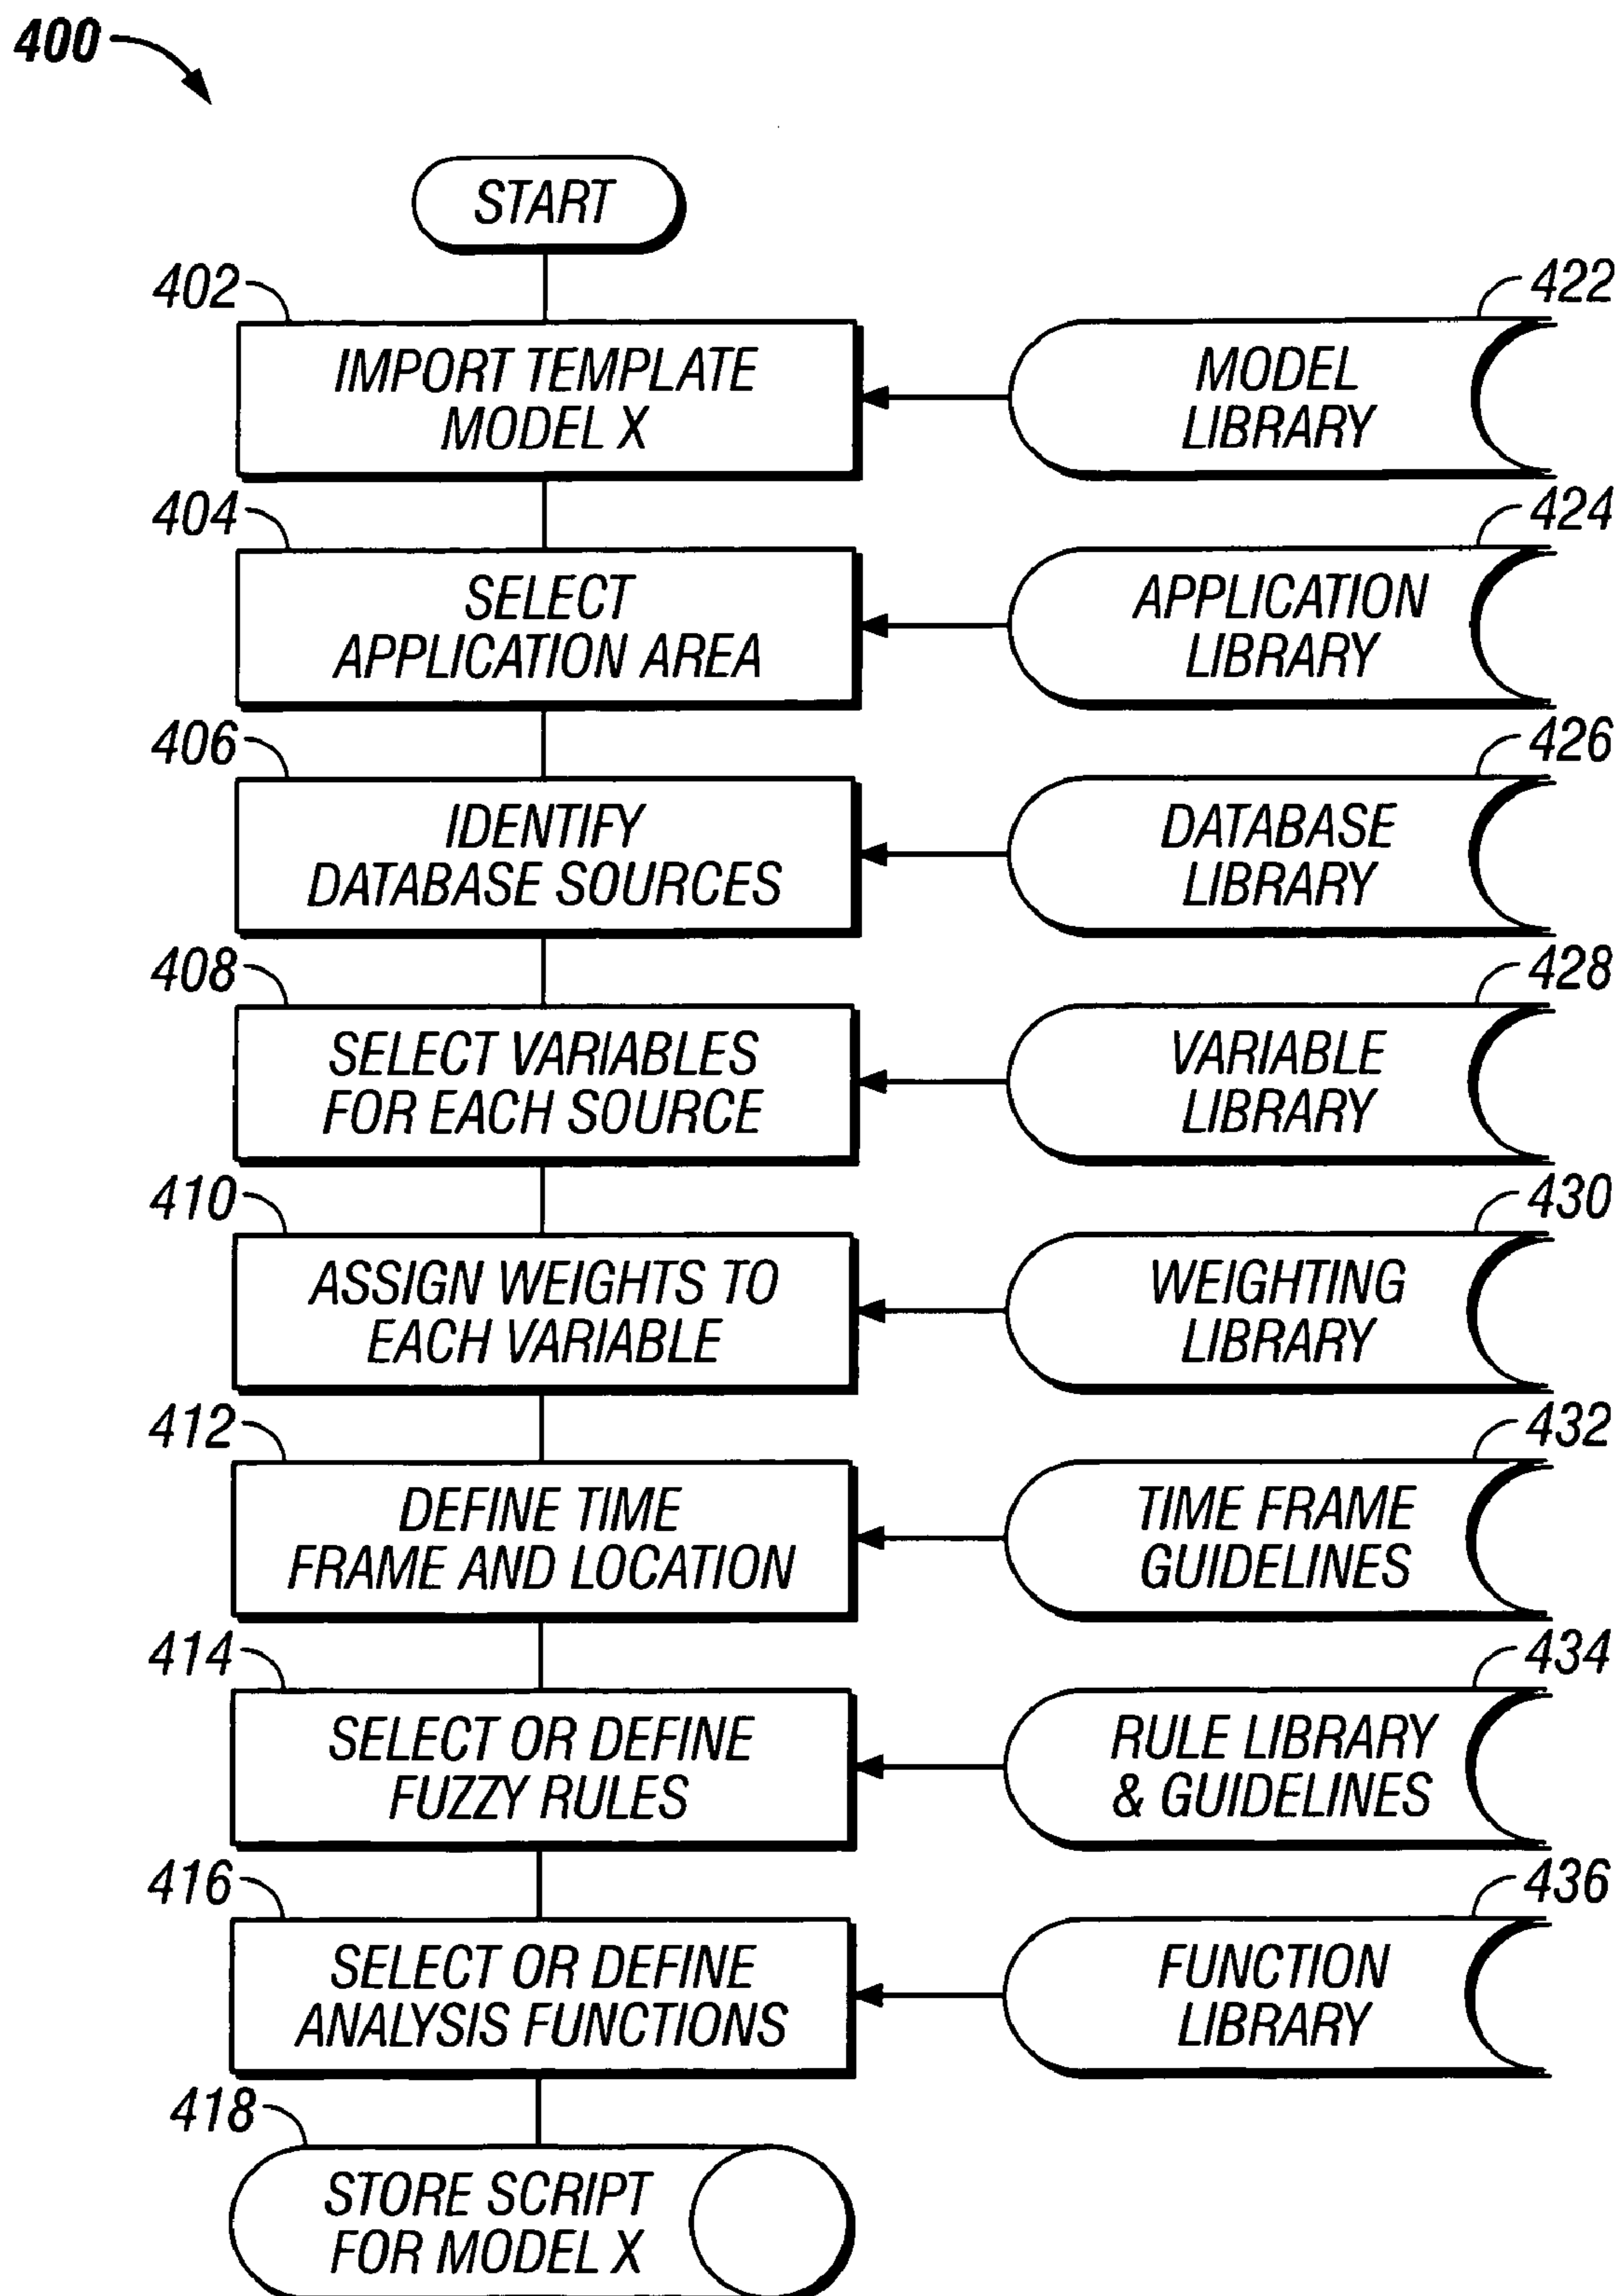 400
START
402
IMPORT TEMPLATE
MODEL X
422
MODEL
LIBRARY
404
SELECT
APPLICATION AREA
424
APPLICATION
LIBRARY
406
IDENTIFY
DATABASE SOURCES
426
DATABASE
LIBRARY
408
SELECT VARIABLES
FOR EACH SOURCE
428
VARIABLE
LIBRARY
410
ASSIGN WEIGHTS TO
EACH VARIABLE
430
WEIGHTING
LIBRARY
412
DEFINE TIME
FRAME AND LOCATION
432
TIME FRAME
GUIDELINES
414
SELECT OR DEFINE
FUZZY RULES
434
RULE LIBRARY
& GUIDELINES
416
SELECT OR DEFINE
ANALYSIS FUNCTIONS
436
FUNCTION
LIBRARY
418
STORE SCRIPT
FOR MODEL X